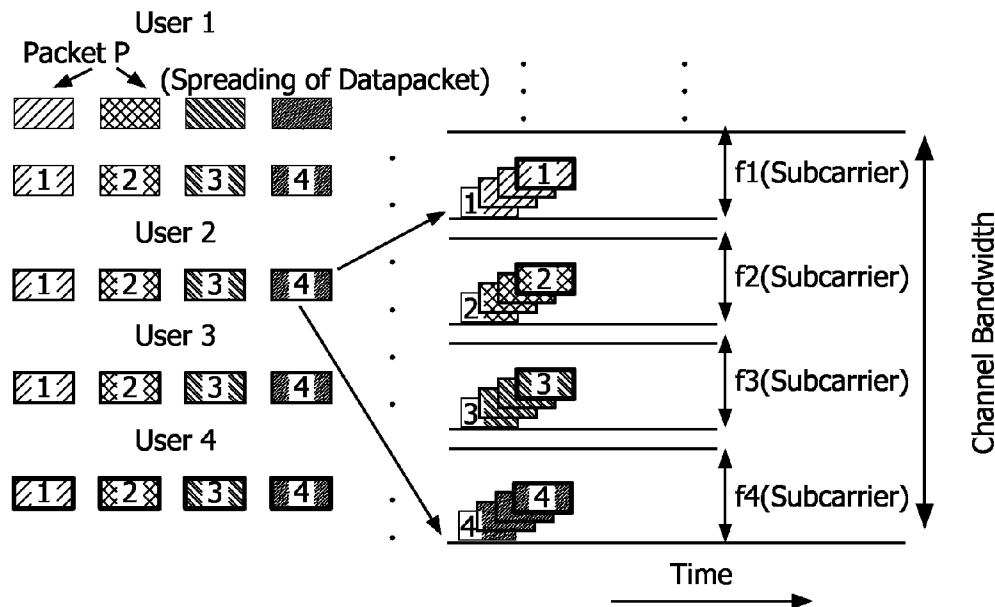 User 1
Packet P
(Spreading of Datapacket)
1 2 3 4
User 2
1 2 3 4
User 3
1 2 3 4
User 4
1 2 3 4
1 1
f1(Subcarrier)
2 2
f2(Subcarrier)
3 3
f3(Subcarrier)
4 4
f4(Subcarrier)
Channel Bandwidth
Time